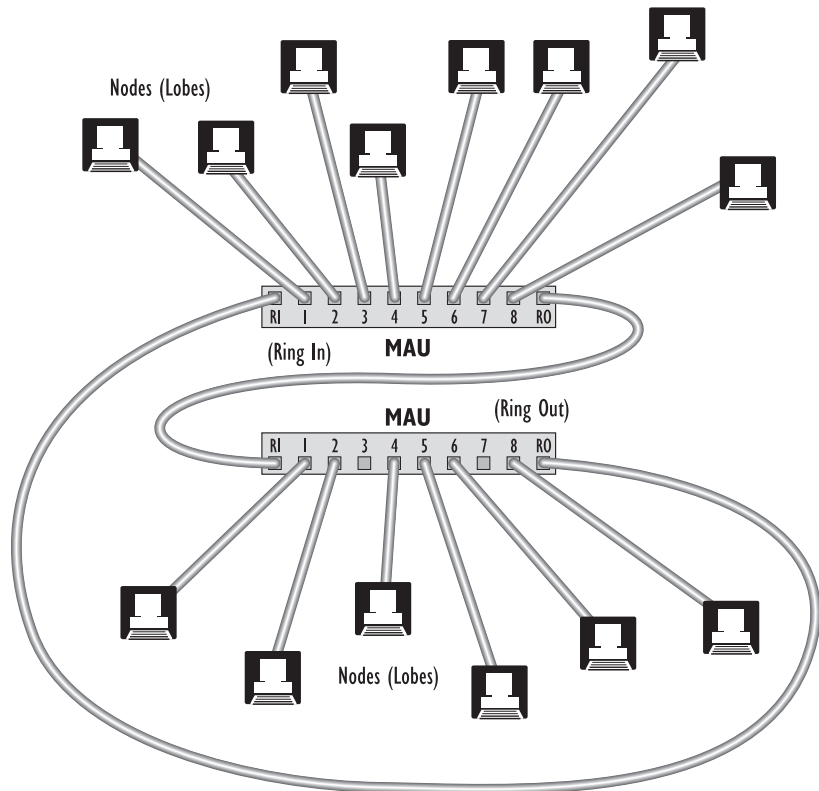 Nodes (Lobes)
RI 1 2 3 4 5 6 7 8 RO
(Ring In)
MAU
MAU
(Ring Out)
RI 1 2 3 4 5 6 7 8 RO
Nodes (Lobes)